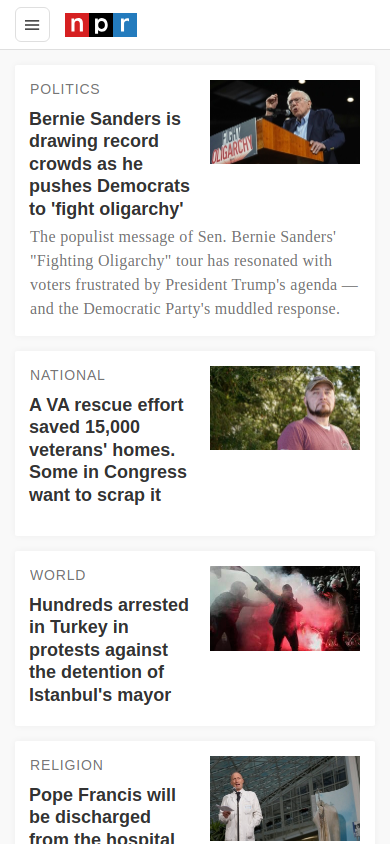 npr
POLITICS
Bernie Sanders is
drawing record
crowds as he
pushes Democrats
to 'fight oligarchy'
FIGHT
OLIGARCHY
The populist message of Sen. Bernie Sanders'
"Fighting Oligarchy" tour has resonated with
voters frustrated by President Trump's agenda —
and the Democratic Party's muddled response.
NATIONAL
A VA rescue effort
saved 15,000
veterans' homes.
Some in Congress
want to scrap it
WORLD
Hundreds arrested
in Turkey in
protests against
the detention of
Istanbul's mayor
RELIGION
Pope Francis will
be discharged
from the hospital